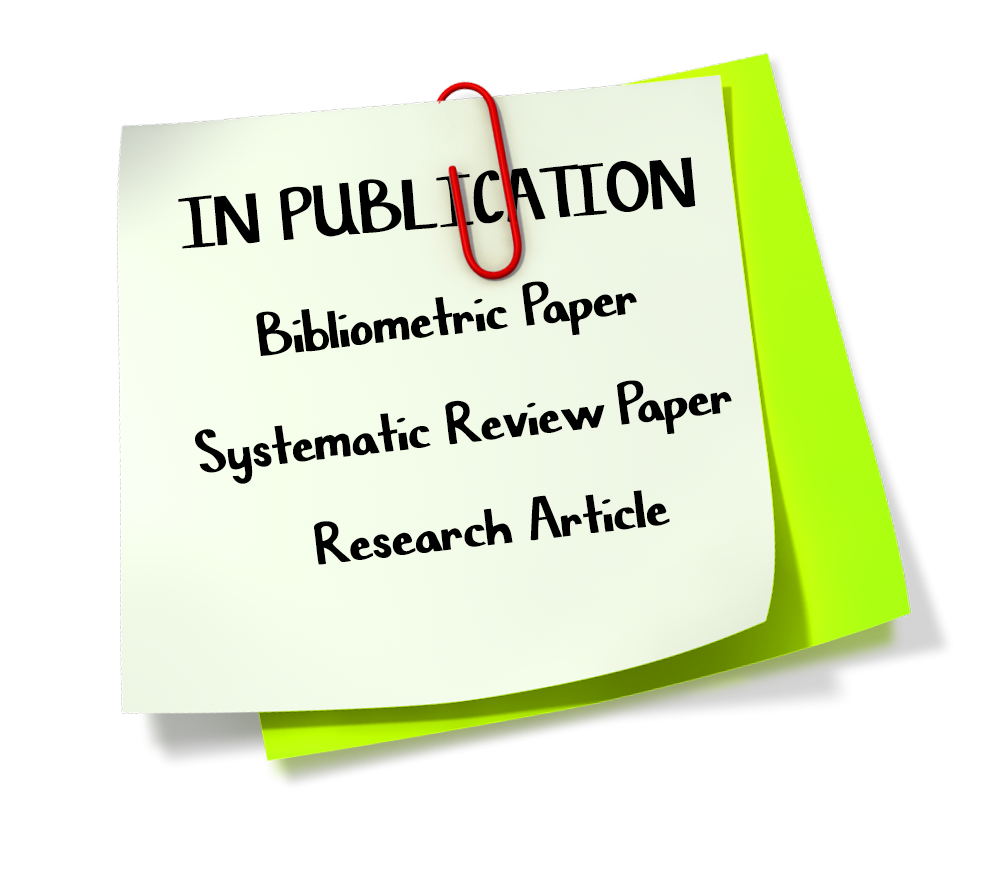 IN PUBLICATION
Bibliometric Paper
Systematic Review Paper
Research Article